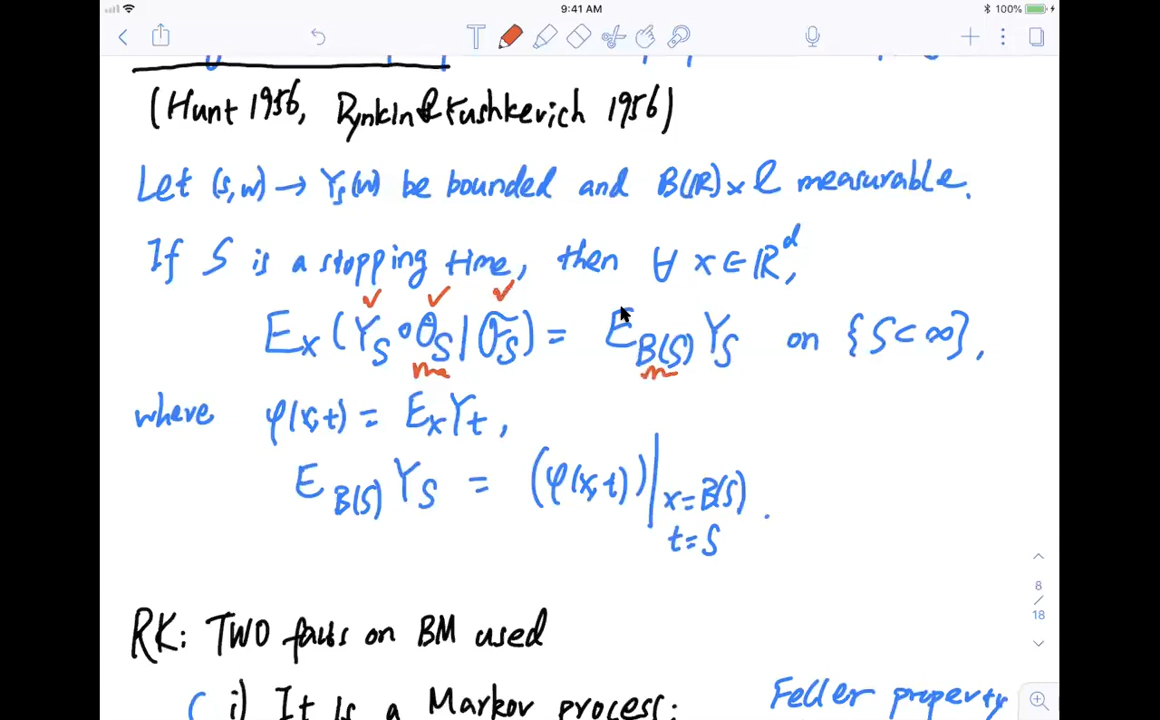 9:41 AM
100%
(Hunt 1956, Dynkin & Yushkevich 1956)
Let (s,w) → Y_s(w) be bounded and B(R) × ℓ measurable.
If S is a stopping time, then ∀ x ∈ R^d,
E_x (Y_S ∘ θ_S | F_S) = E_{B(S)} Y_S on {S < ∞},
where φ(x,t) = E_x Y_t,
E_{B(S)} Y_S = (φ(x,t)) |_{x=B(S)
t=S} .
8
/
18
RK: TWO facts on BM used
i) It is a Markov process: Feller property